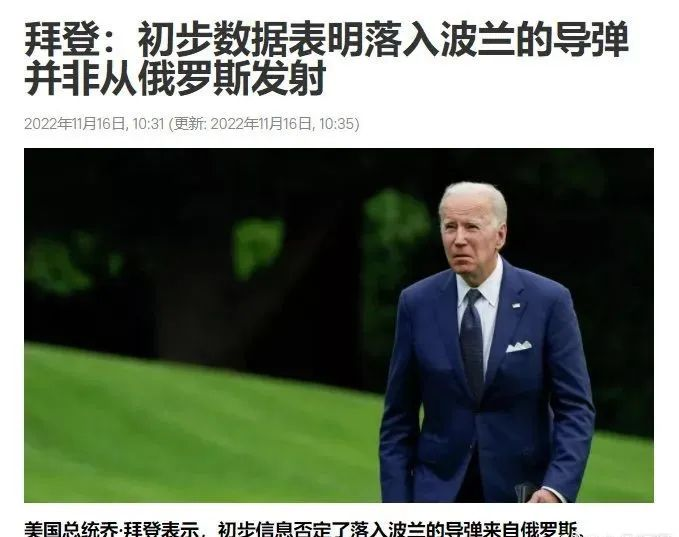 拜登：初步数据表明落入波兰的导弹
并非从俄罗斯发射
2022年11月16日, 10:31 (更新: 2022年11月16日, 10:35)
美国总统乔·拜登表示，初步信息否定了落入波兰的导弹来自俄罗斯、